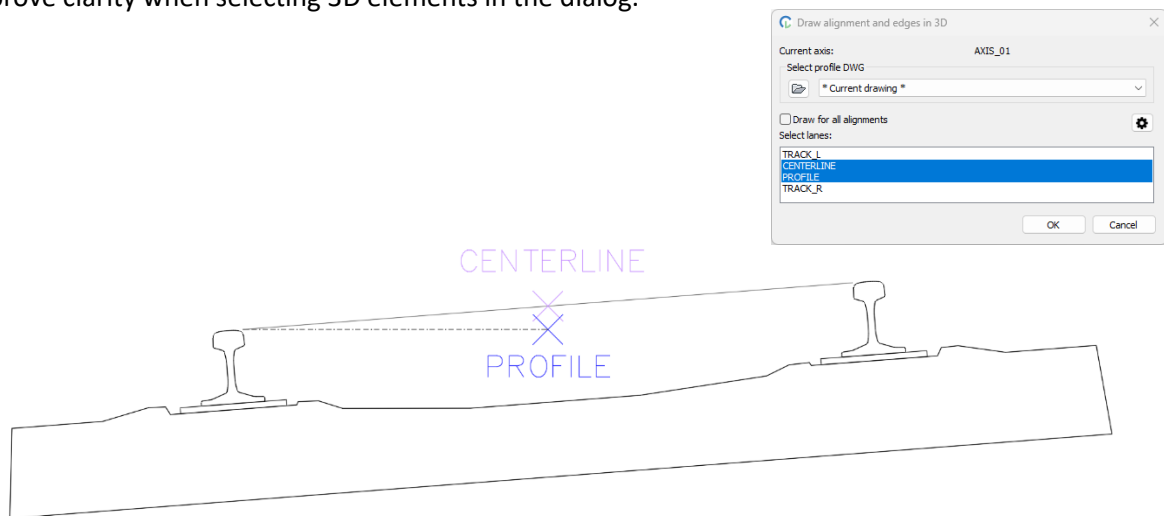 prove clarity when selecting 3D elements in the dialog.
Draw alignment and edges in 3D
Current axis: AXIS_01
Select profile DWG
* Current drawing *
Draw for all alignments
Select lanes:
TRACK_L
CENTERLINE
PROFILE
TRACK_R
OK Cancel
CENTERLINE
PROFILE